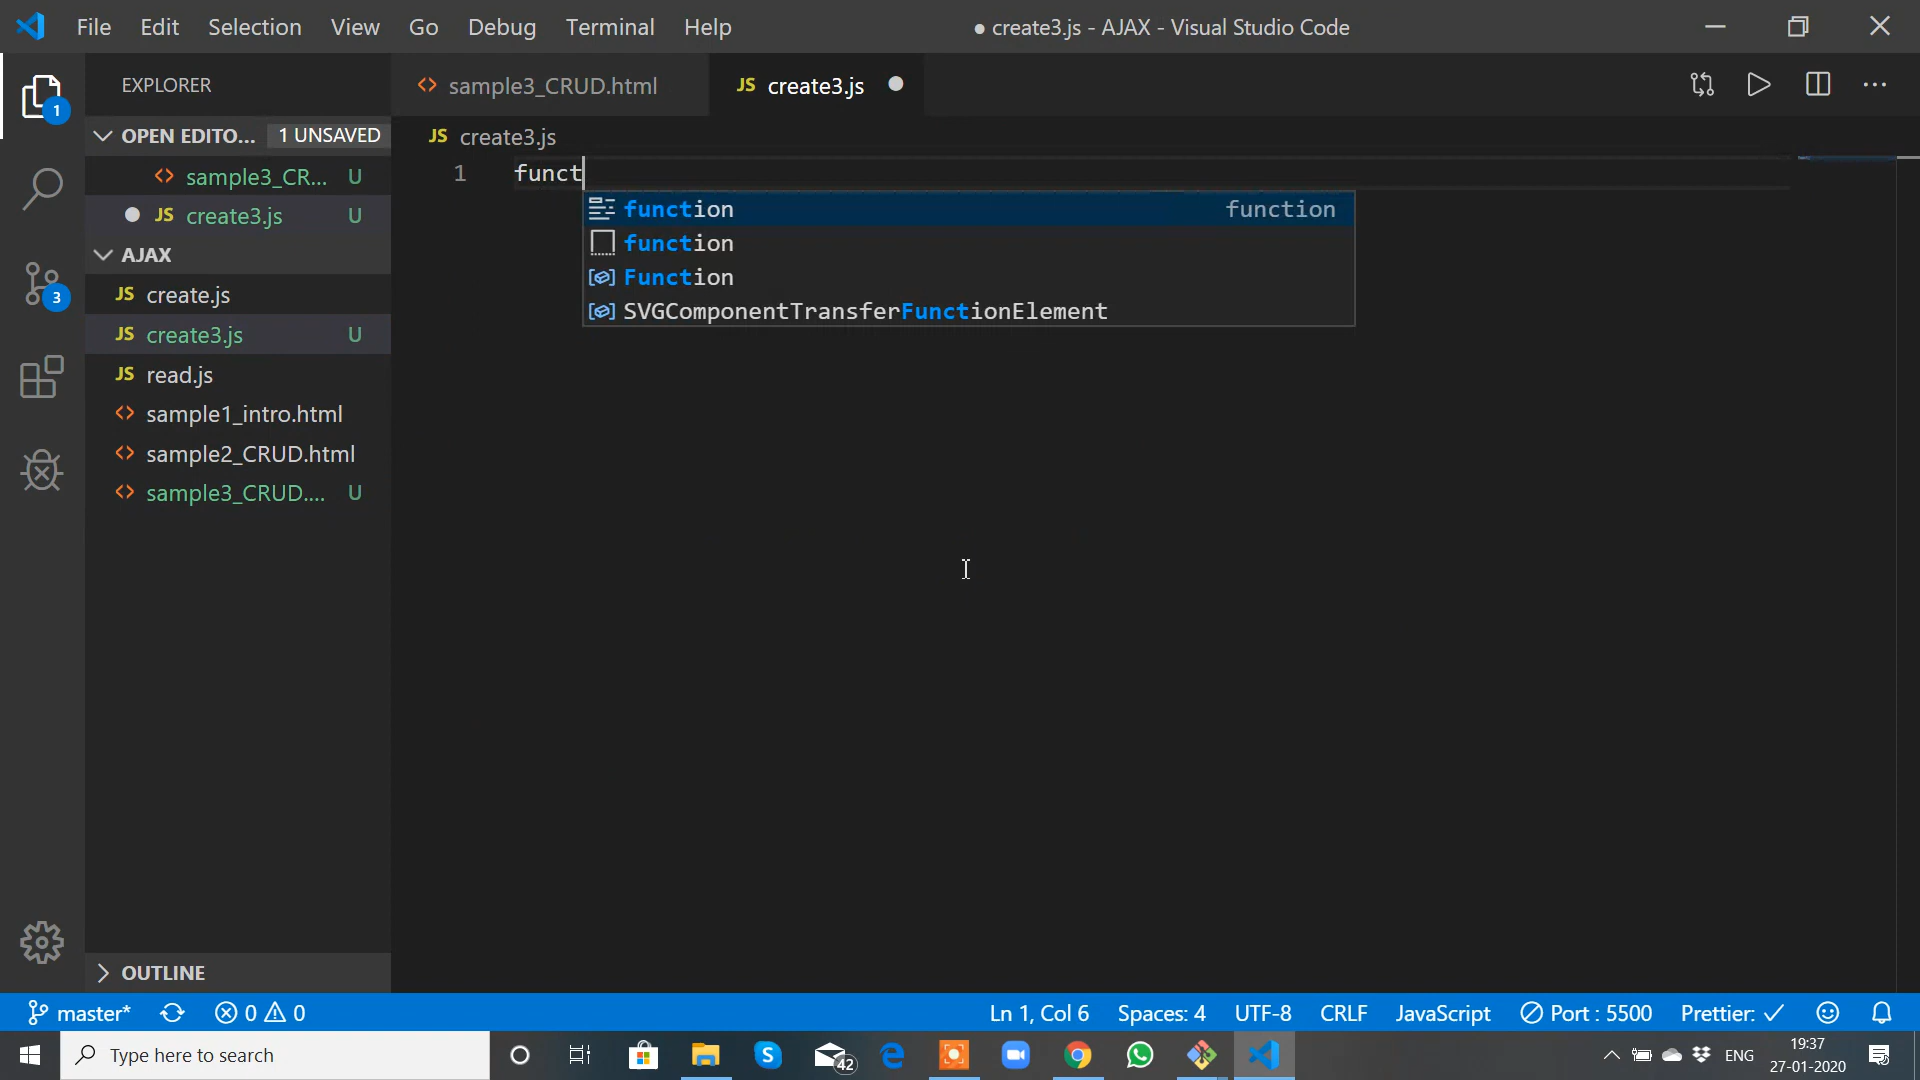 File Edit Selection View Go Debug Terminal Help
● create3.js - AJAX - Visual Studio Code
EXPLORER
<> sample3_CRUD.html
JS create3.js
1
OPEN EDITO... 1 UNSAVED
JS create3.js
<> sample3_CR... U
1 funct
JS create3.js U
function function
AJAX
function
JS create.js
Function
JS create3.js U
SVGComponentTransferFunctionElement
3
JS read.js
<> sample1_intro.html
<> sample2_CRUD.html
<> sample3_CRUD.... U
OUTLINE
master* 0 0 Ln 1, Col 6 Spaces: 4 UTF-8 CRLF JavaScript Port : 5500 Prettier: ✓
Type here to search
42
ENG
19:37
27-01-2020